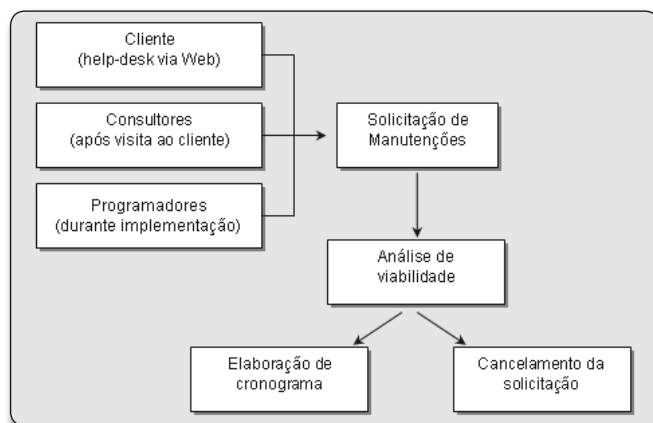 Cliente
(help-desk via Web)
Consultores
(após visita ao cliente)
Programadores
(durante implementação)
Solicitação de
Manutenções
Análise de
viabilidade
Elaboração de
cronograma
Cancelamento da
solicitação